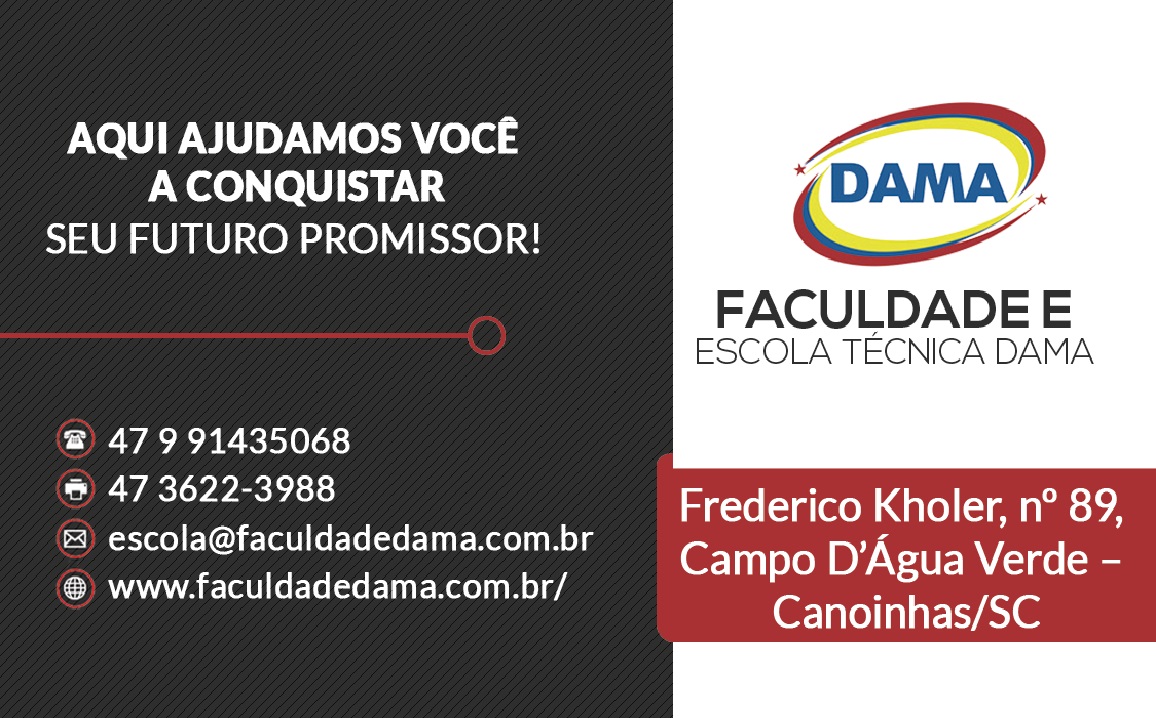 AQUI AJUDAMOS VOCÊ
A CONQUISTAR
SEU FUTURO PROMISSOR!
47 9 91435068
47 3622-3988
escola@faculdadedama.com.br
www.faculdadedama.com.br/
DAMA
FACULDADE E
ESCOLA TÉCNICA DAMA
Frederico Kholer, nº 89,
Campo D’Água Verde –
Canoinhas/SC